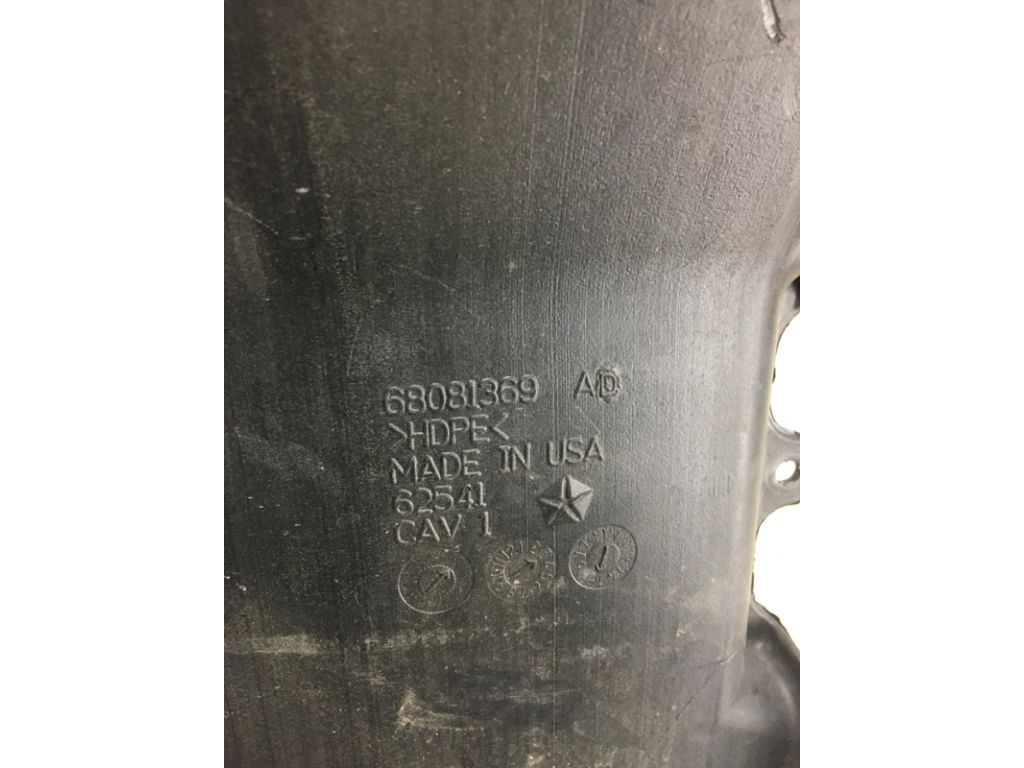 68081369 AD
>HDPE<
MADE IN USA
62541
CAV 1